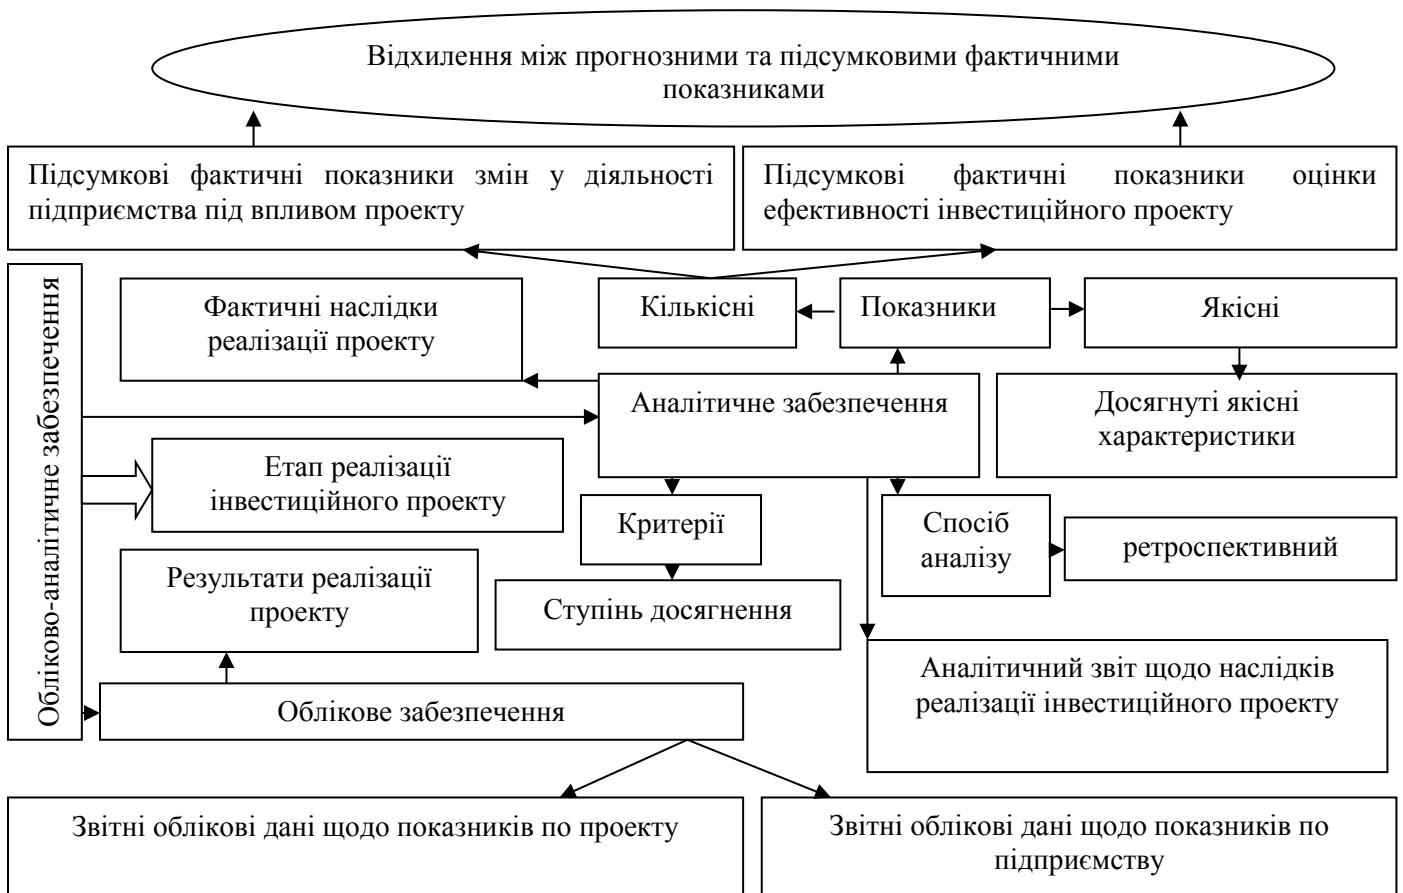 Відхилення між прогнозними та підсумковими фактичними
показниками
Підсумкові фактичні показники змін у діяльності
підприємства під впливом проекту
Підсумкові фактичні показники оцінки
ефективності інвестиційного проекту
Обліково-аналітичне забезпечення
Фактичні наслідки
реалізації проекту
Кількісні
Показники
Якісні
Аналітичне забезпечення
Досягнуті якісні
характеристики
Етап реалізації
інвестиційного проекту
Критерії
Спосіб
аналізу
ретроспективний
Результати реалізації
проекту
Ступінь досягнення
Аналітичний звіт щодо наслідків
реалізації інвестиційного проекту
Облікове забезпечення
Звітні облікові дані щодо показників по проекту
Звітні облікові дані щодо показників по
підприємству